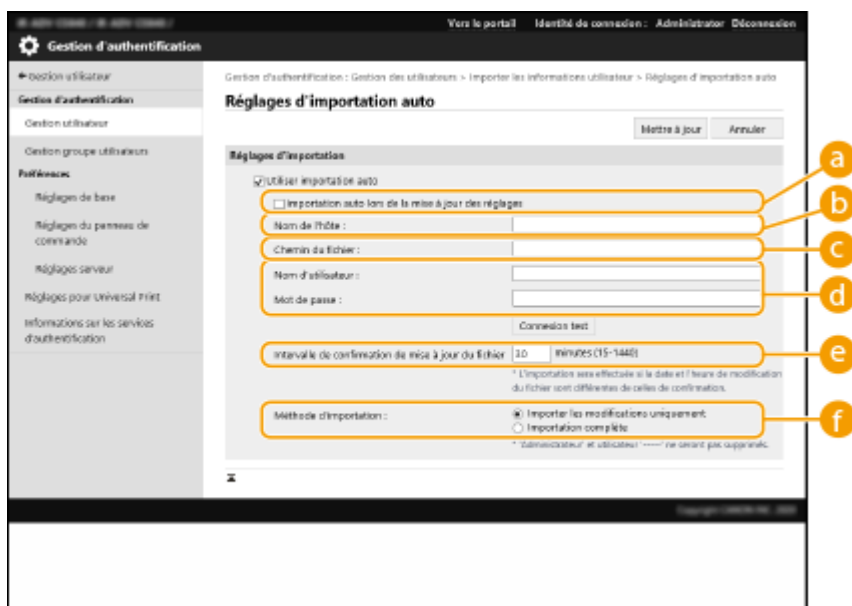 Vers le portail Identité de connexion : Administrator Déconnexion
Gestion d'authentification
Gestion utilisateur
Gestion d'authentification : Gestion des utilisateurs > Importer les informations utilisateur > Réglages d'importation auto
Gestion d'authentification
Gestion utilisateur
Gestion groupe utilisateurs
Préférences
Réglages de base
Réglages du panneau de
commande
Réglages serveur
Réglages pour Universal Print
Informations sur les services
d'authentification
Réglages d'importation auto
Mettre à jour Annuler
Réglages d'importation
Utiliser importation auto
Importation auto lors de la mise à jour des réglages
a
Nom de l'hôte :
b
Chemin du fichier :
c
Nom d'utilisateur :
Mot de passe :
d
Connexion test
Intervalle de confirmation de mise à jour du fichier 30 minutes (15-1440)
e
* L'importation sera effectuée si la date et l'heure de modification
du fichier sont différentes de celles de confirmation.
Méthode d'importation :
Importer les modifications uniquement
Importation complète
f
* 'Administrateur' et utilisateur '-----' ne seront pas supprimés.